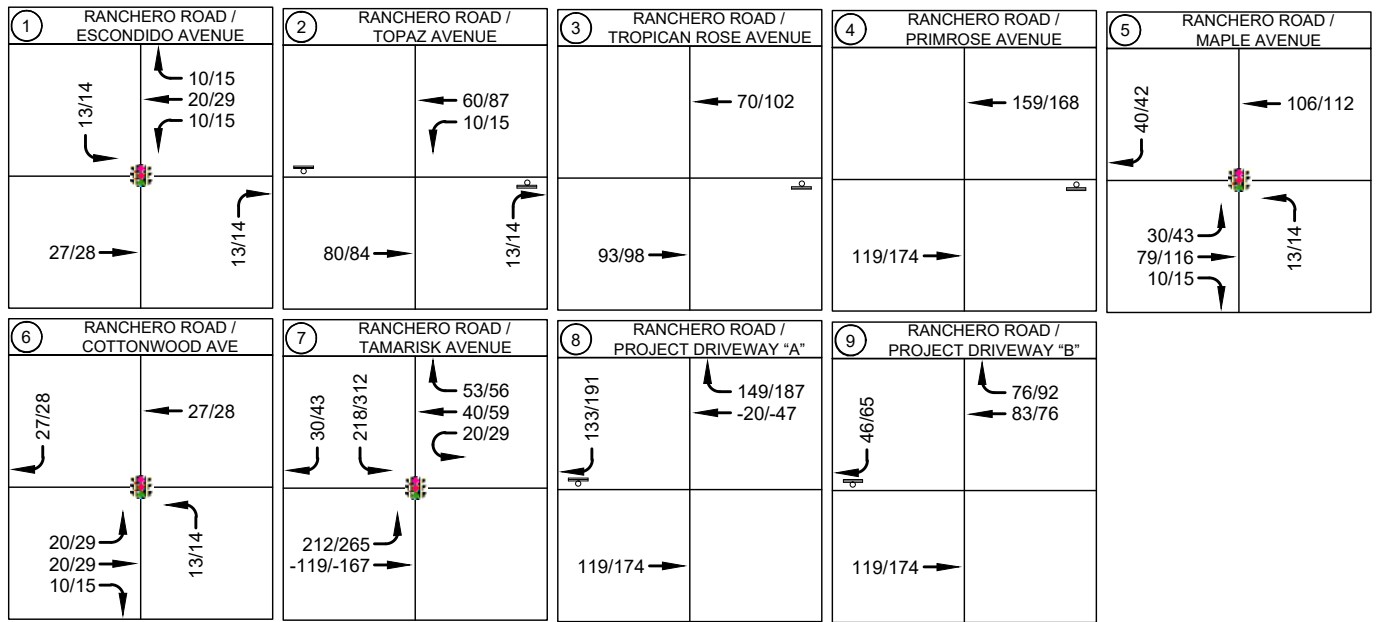 1
RANCHERO ROAD /
ESCONDIDO AVENUE
13/14
10/15
20/29
10/15
27/28
13/14
2
RANCHERO ROAD /
TOPAZ AVENUE
60/87
10/15
80/84
13/14
3
RANCHERO ROAD /
TROPICAN ROSE AVENUE
70/102
93/98
4
RANCHERO ROAD /
PRIMROSE AVENUE
159/168
119/174
5
RANCHERO ROAD /
MAPLE AVENUE
40/42
106/112
30/43
79/116
10/15
13/14
6
RANCHERO ROAD /
COTTONWOOD AVE
27/28
27/28
20/29
20/29
10/15
13/14
7
RANCHERO ROAD /
TAMARISK AVENUE
30/43
218/312
53/56
40/59
20/29
212/265
-119/-167
8
RANCHERO ROAD /
PROJECT DRIVEWAY “A”
133/191
149/187
-20/-47
119/174
9
RANCHERO ROAD /
PROJECT DRIVEWAY “B”
46/65
76/92
83/76
119/174